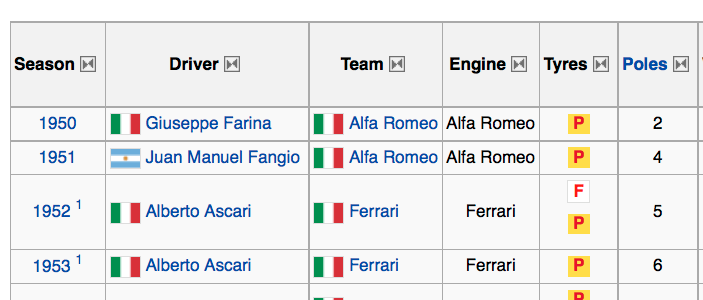 Season Driver Team Engine Tyres Poles
1950 Giuseppe Farina Alfa Romeo Alfa Romeo P 2
1951 Juan Manuel Fangio Alfa Romeo Alfa Romeo P 4
F
1952 1 Alberto Ascari Ferrari Ferrari 5
P
1953 1 Alberto Ascari Ferrari Ferrari P 6
P